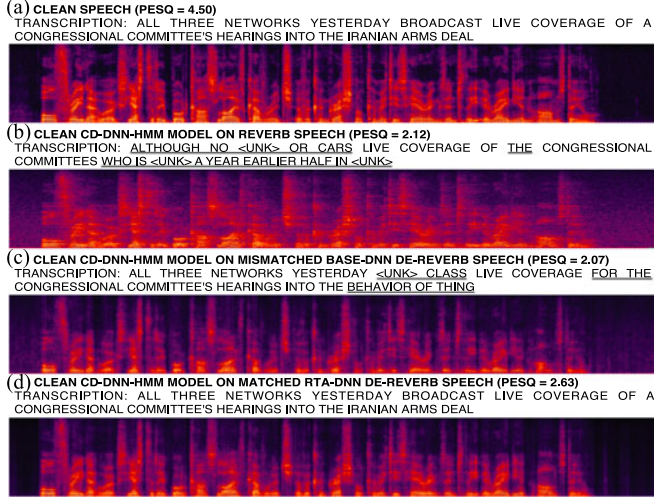 (a) CLEAN SPEECH (PESQ = 4.50)
TRANSCRIPTION: ALL THREE NETWORKS YESTERDAY BROADCAST LIVE COVERAGE OF A
CONGRESSIONAL COMMITTEE'S HEARINGS INTO THE IRANIAN ARMS DEAL
(b) CLEAN CD-DNN-HMM MODEL ON REVERB SPEECH (PESQ = 2.12)
TRANSCRIPTION: ALTHOUGH NO <UNK> OR CARS LIVE COVERAGE OF THE CONGRESSIONAL
COMMITTEES WHO IS <UNK> A YEAR EARLIER HALF IN <UNK>
(c) CLEAN CD-DNN-HMM MODEL ON MISMATCHED BASE-DNN DE-REVERB SPEECH (PESQ = 2.07)
TRANSCRIPTION: ALL THREE NETWORKS YESTERDAY <UNK> CLASS LIVE COVERAGE FOR THE
CONGRESSIONAL COMMITTEE'S HEARINGS INTO THE BEHAVIOR OF THING
(d) CLEAN CD-DNN-HMM MODEL ON MATCHED RTA-DNN DE-REVERB SPEECH (PESQ = 2.63)
TRANSCRIPTION: ALL THREE NETWORKS YESTERDAY BROADCAST LIVE COVERAGE OF A
CONGRESSIONAL COMMITTEE'S HEARINGS INTO THE IRANIAN ARMS DEAL